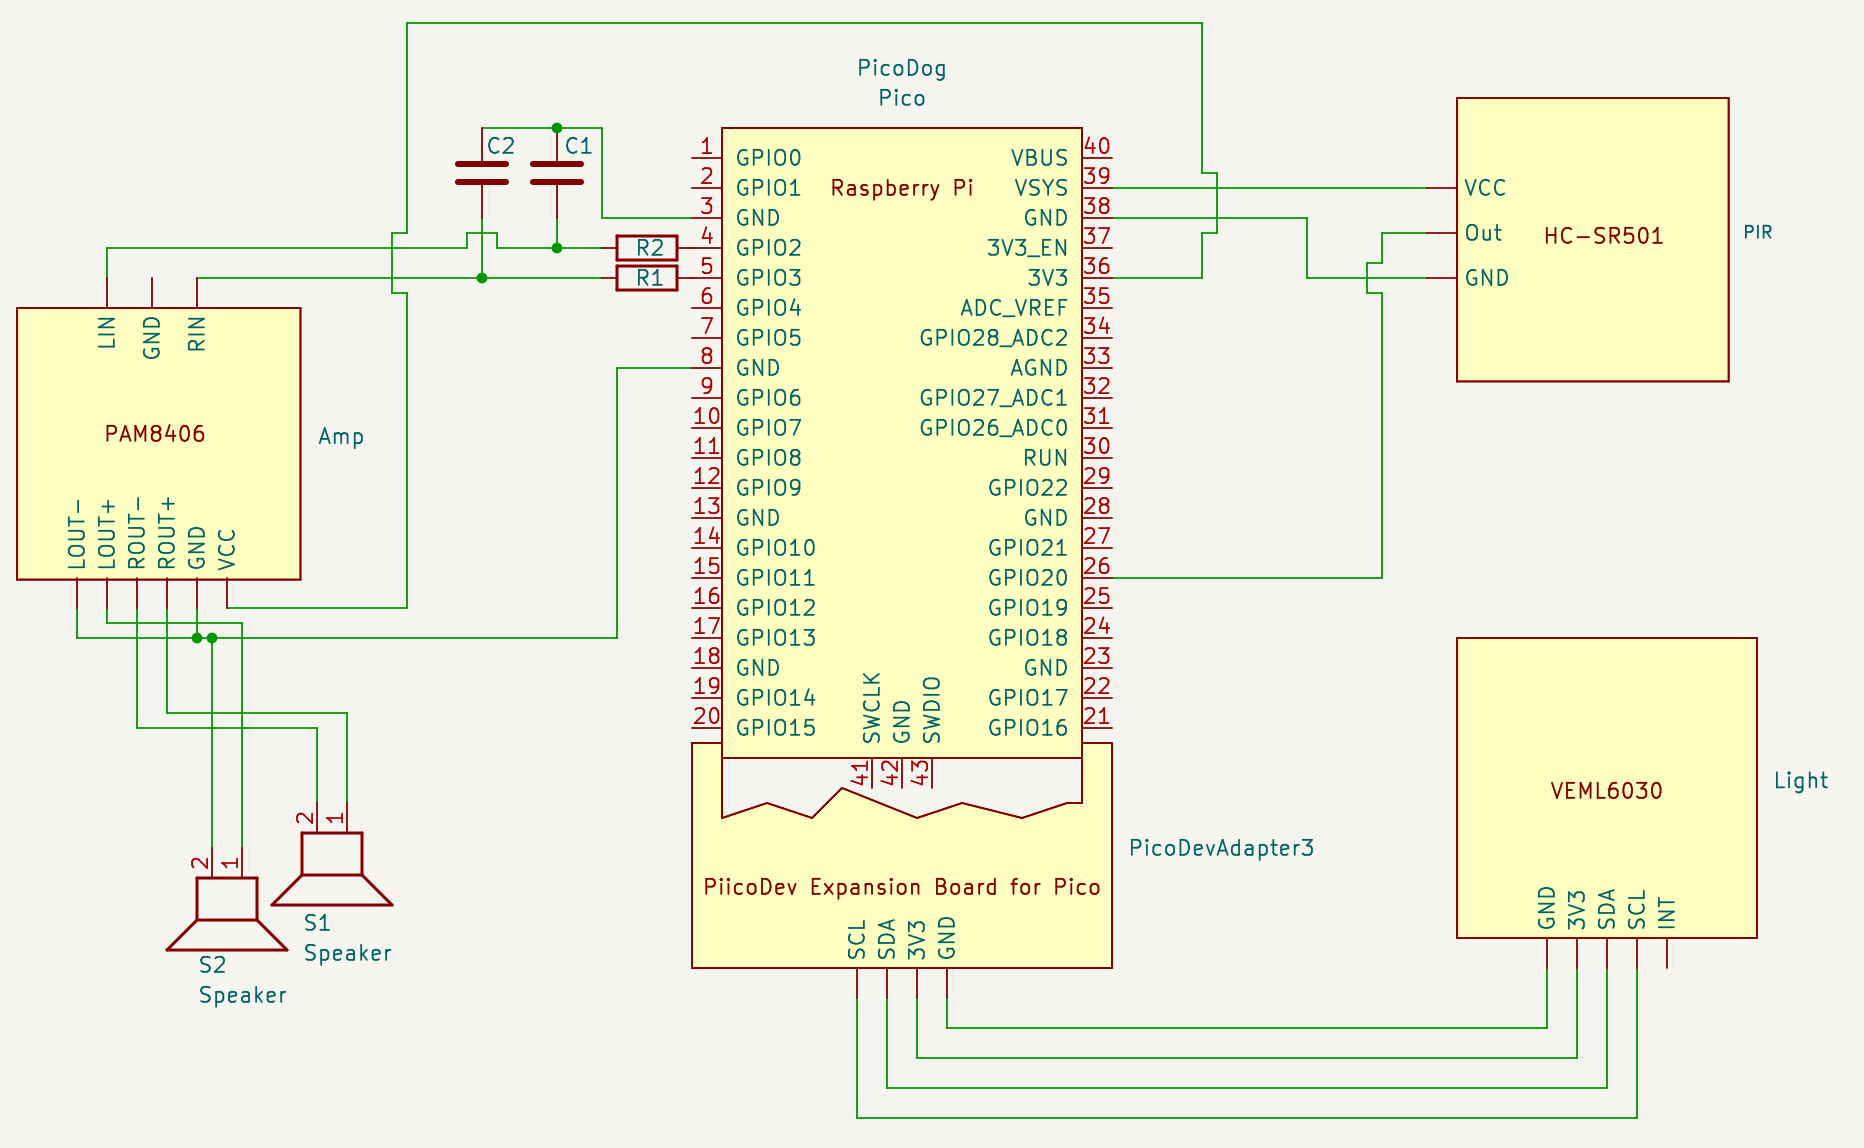 PicoDog
Pico
C2
C1
R2
R1
1
2
3
4
5
6
7
8
9
10
11
12
13
14
15
16
17
18
19
20
GPIO0
GPIO1
GND
GPIO2
GPIO3
GPIO4
GPIO5
GND
GPIO6
GPIO7
GPIO8
GPIO9
GND
GPIO10
GPIO11
GPIO12
GPIO13
GND
GPIO14
GPIO15
Raspberry Pi
VBUS
VSYS
GND
3V3_EN
3V3
ADC_VREF
GPIO28_ADC2
AGND
GPIO27_ADC1
GPIO26_ADC0
RUN
GPIO22
GND
GPIO21
GPIO20
GPIO19
GPIO18
GND
GPIO17
GPIO16
40
39
38
37
36
35
34
33
32
31
30
29
28
27
26
25
24
23
22
21
SWCLK
GND
SWDIO
41
42
43
LIN
GND
RIN
PAM8406
Amp
LOUT-
LOUT+
ROUT-
ROUT+
GND
VCC
2
1
S1
Speaker
2
1
S2
Speaker
VCC
Out
GND
HC-SR501
PIR
PiicoDev Expansion Board for Pico
PicoDevAdapter3
SCL
SDA
3V3
GND
VEML6030
Light
GND
3V3
SDA
SCL
INT